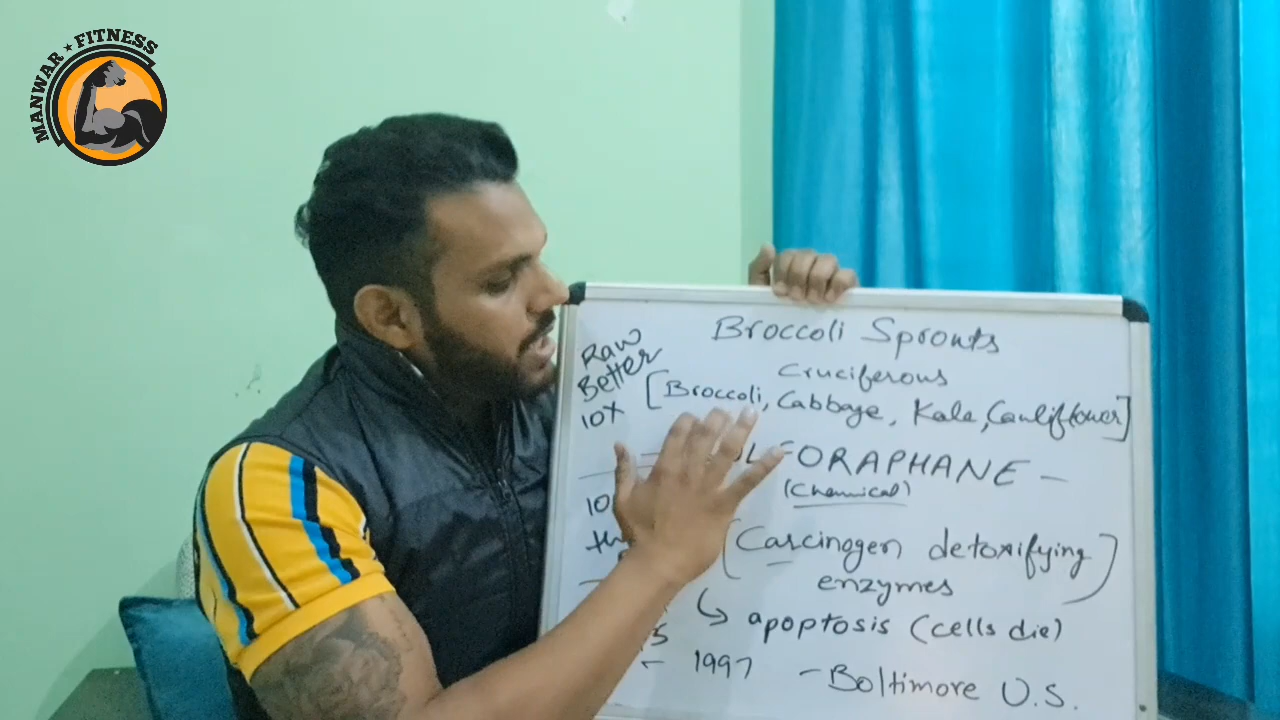 MANWAR ★ FITNESS
Broccoli Sprouts
Raw
Better
10X
Cruciferous
[Broccoli, Cabbage, Kale, Cauliflower]
FORAPHANE —
(Chemical)
(Carcinogen detoxifying
enzymes)
↳ apoptosis (cells die)
← 1997 – Boltimore U.S.